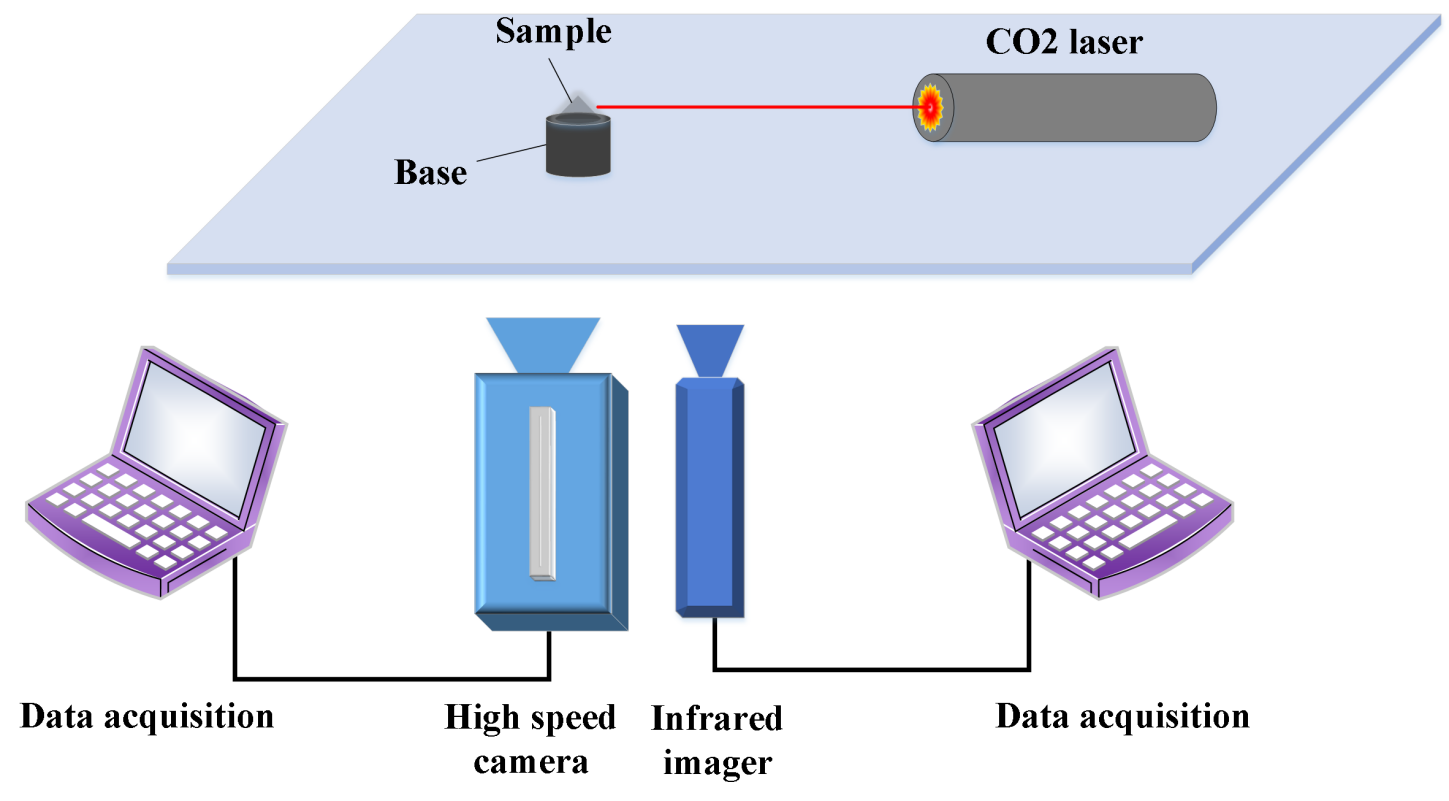 Sample
CO2 laser
Base
Data acquisition
High speed
camera
Infrared
imager
Data acquisition